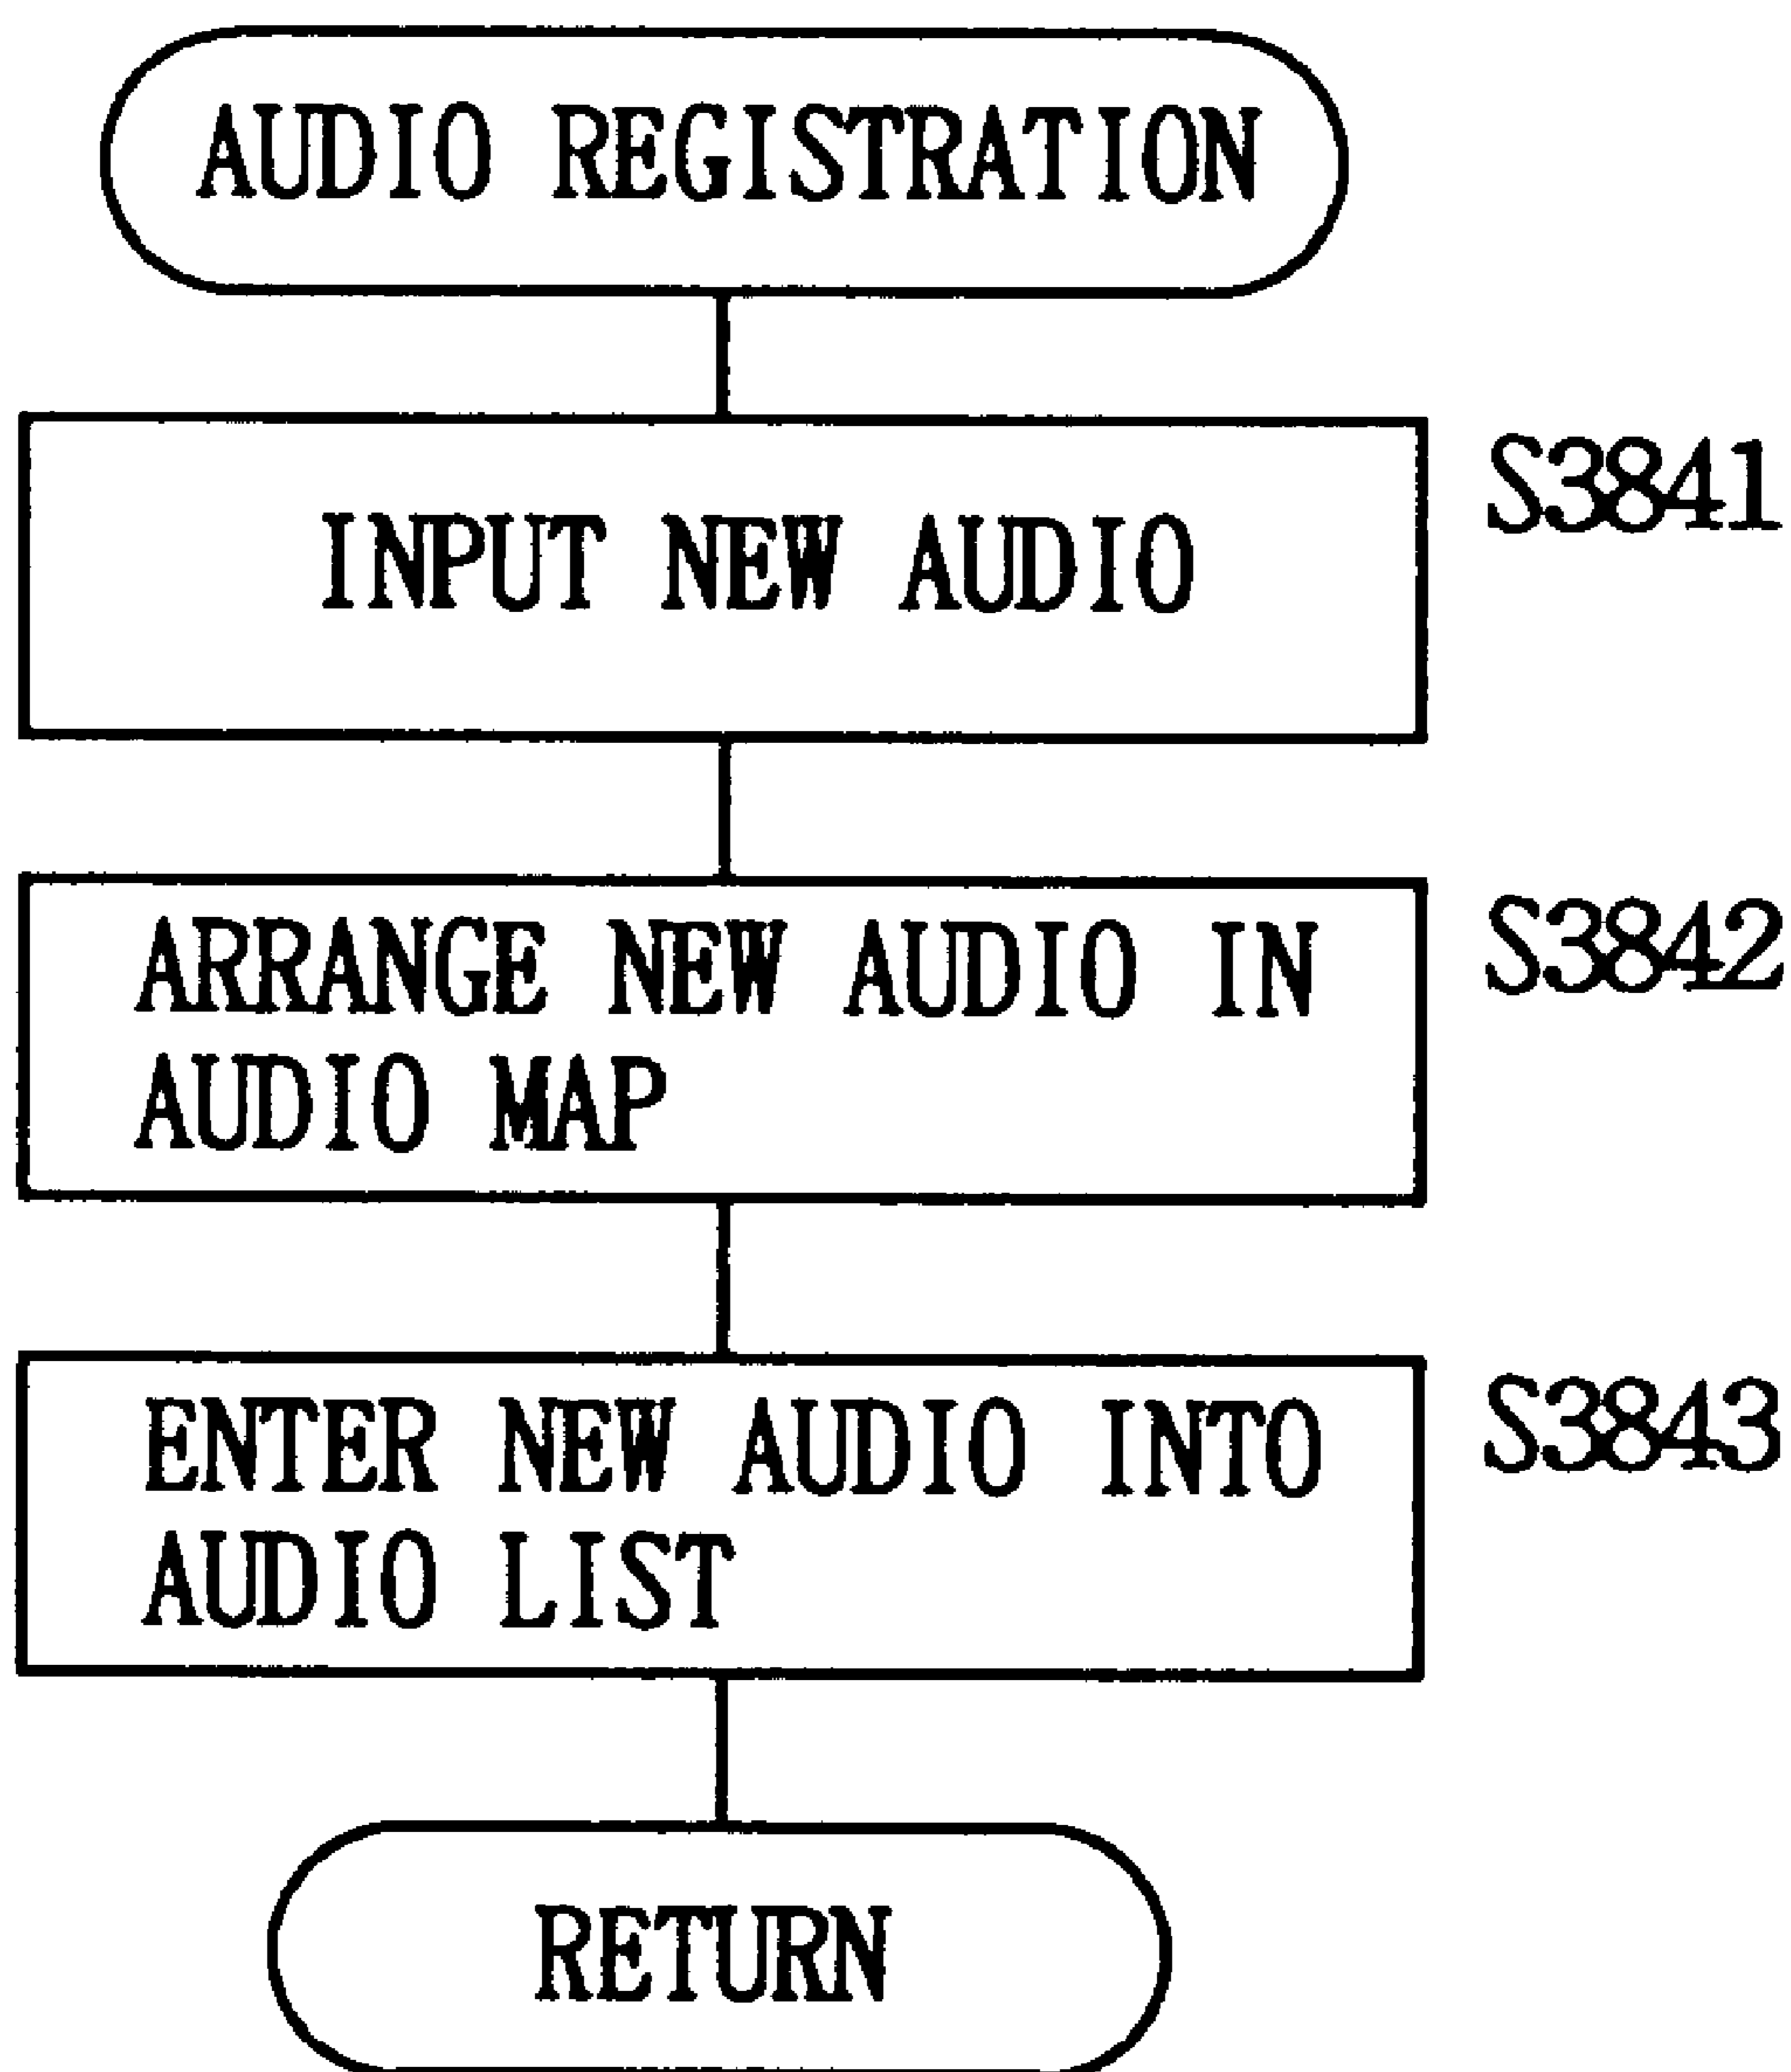 AUDIO REGISTRATION
INPUT NEW AUDIO
S3841
ARRANGE NEW AUDIO IN
AUDIO MAP
S3842
ENTER NEW AUDIO INTO
AUDIO LIST
S3843
RETURN